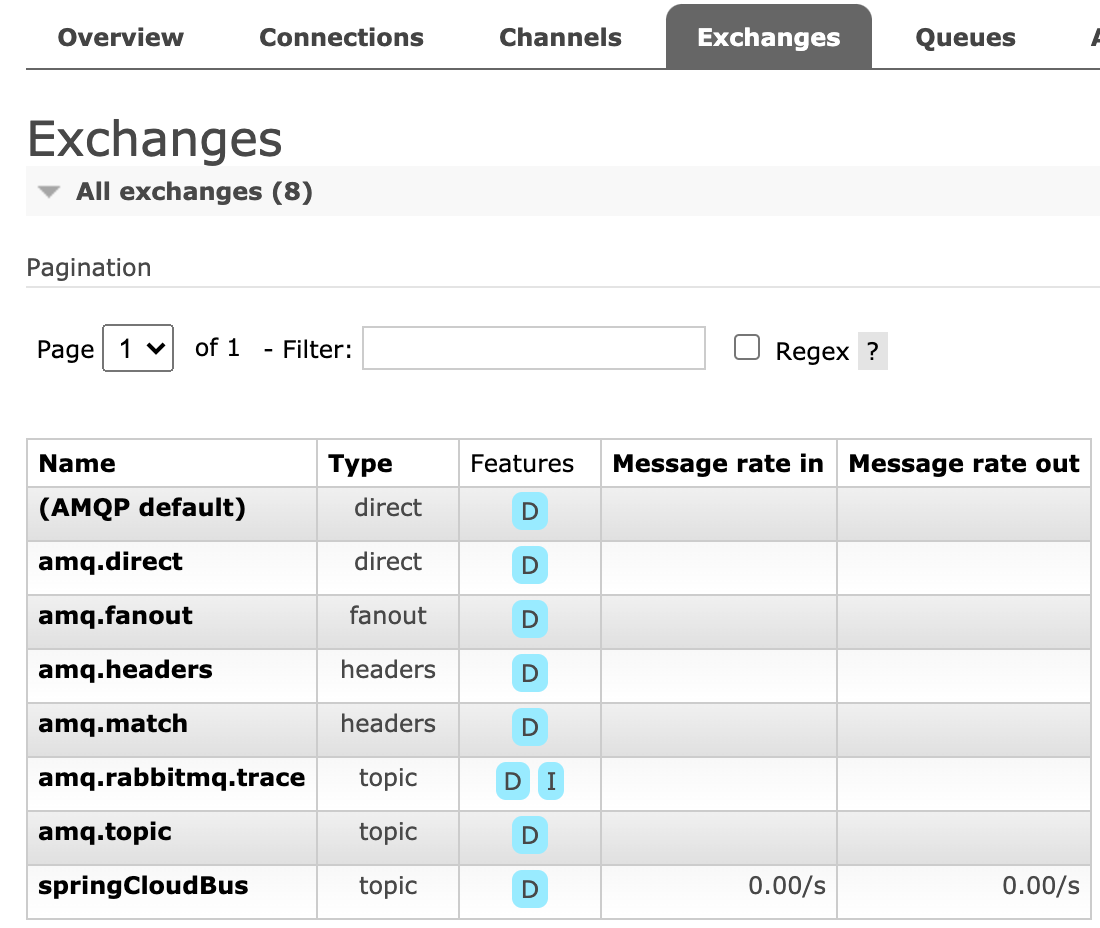 Overview Connections Channels Exchanges Queues
Exchanges
All exchanges (8)
Pagination
Page 1 of 1 - Filter: Regex ?
Name Type Features Message rate in Message rate out
(AMQP default) direct D
amq.direct direct D
amq.fanout fanout D
amq.headers headers D
amq.match headers D
amq.rabbitmq.trace topic D I
amq.topic topic D
springCloudBus topic D 0.00/s 0.00/s